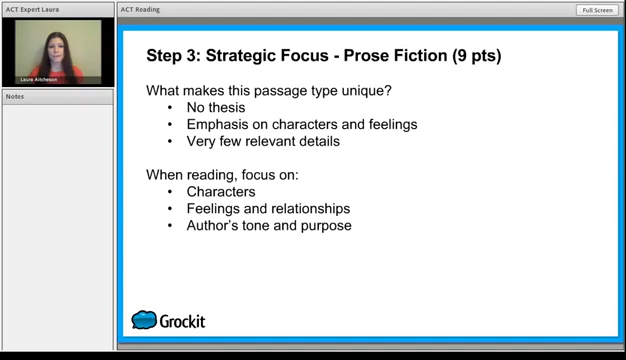 ACT Expert Laura
ACT Reading
Full Screen
Laura Aitcheson
Notes
Step 3: Strategic Focus - Prose Fiction (9 pts)
What makes this passage type unique?
• No thesis
• Emphasis on characters and feelings
• Very few relevant details
When reading, focus on:
• Characters
• Feelings and relationships
• Author's tone and purpose
Grockit